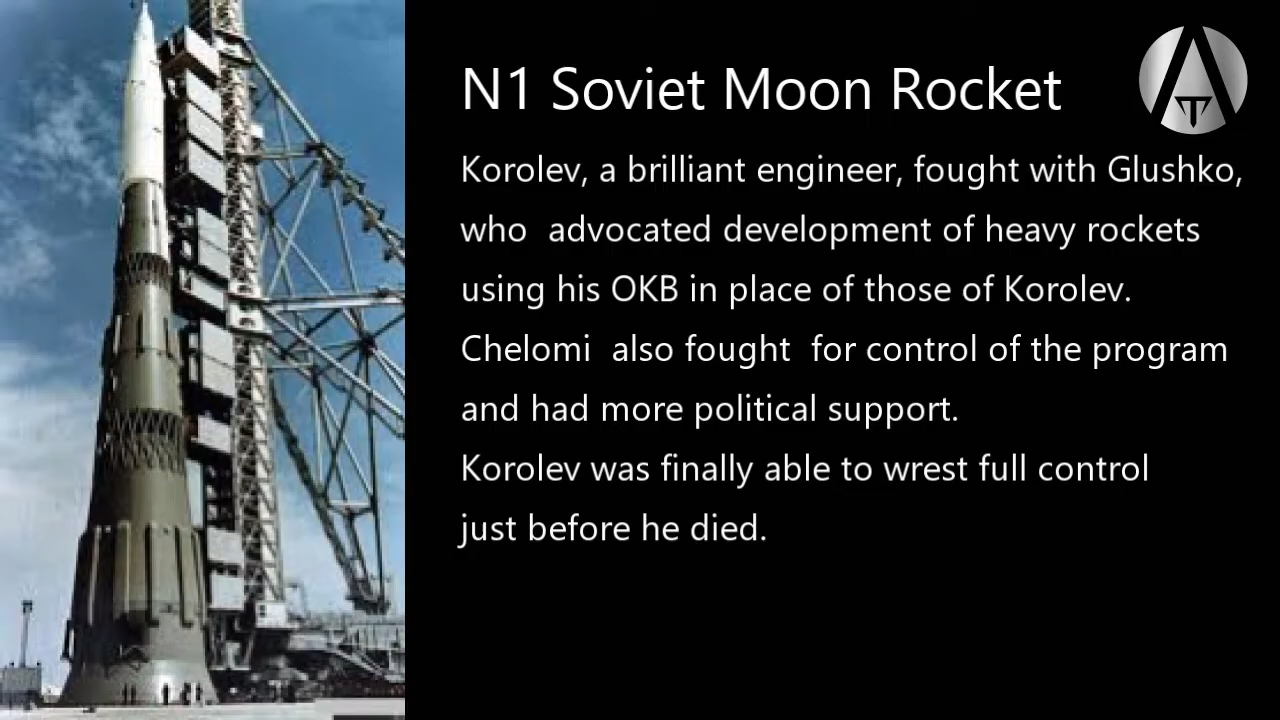 N1 Soviet Moon Rocket
Korolev, a brilliant engineer, fought with Glushko,
who  advocated development of heavy rockets
using his OKB in place of those of Korolev.
Chelomi  also fought  for control of the program
and had more political support.
Korolev was finally able to wrest full control
just before he died.